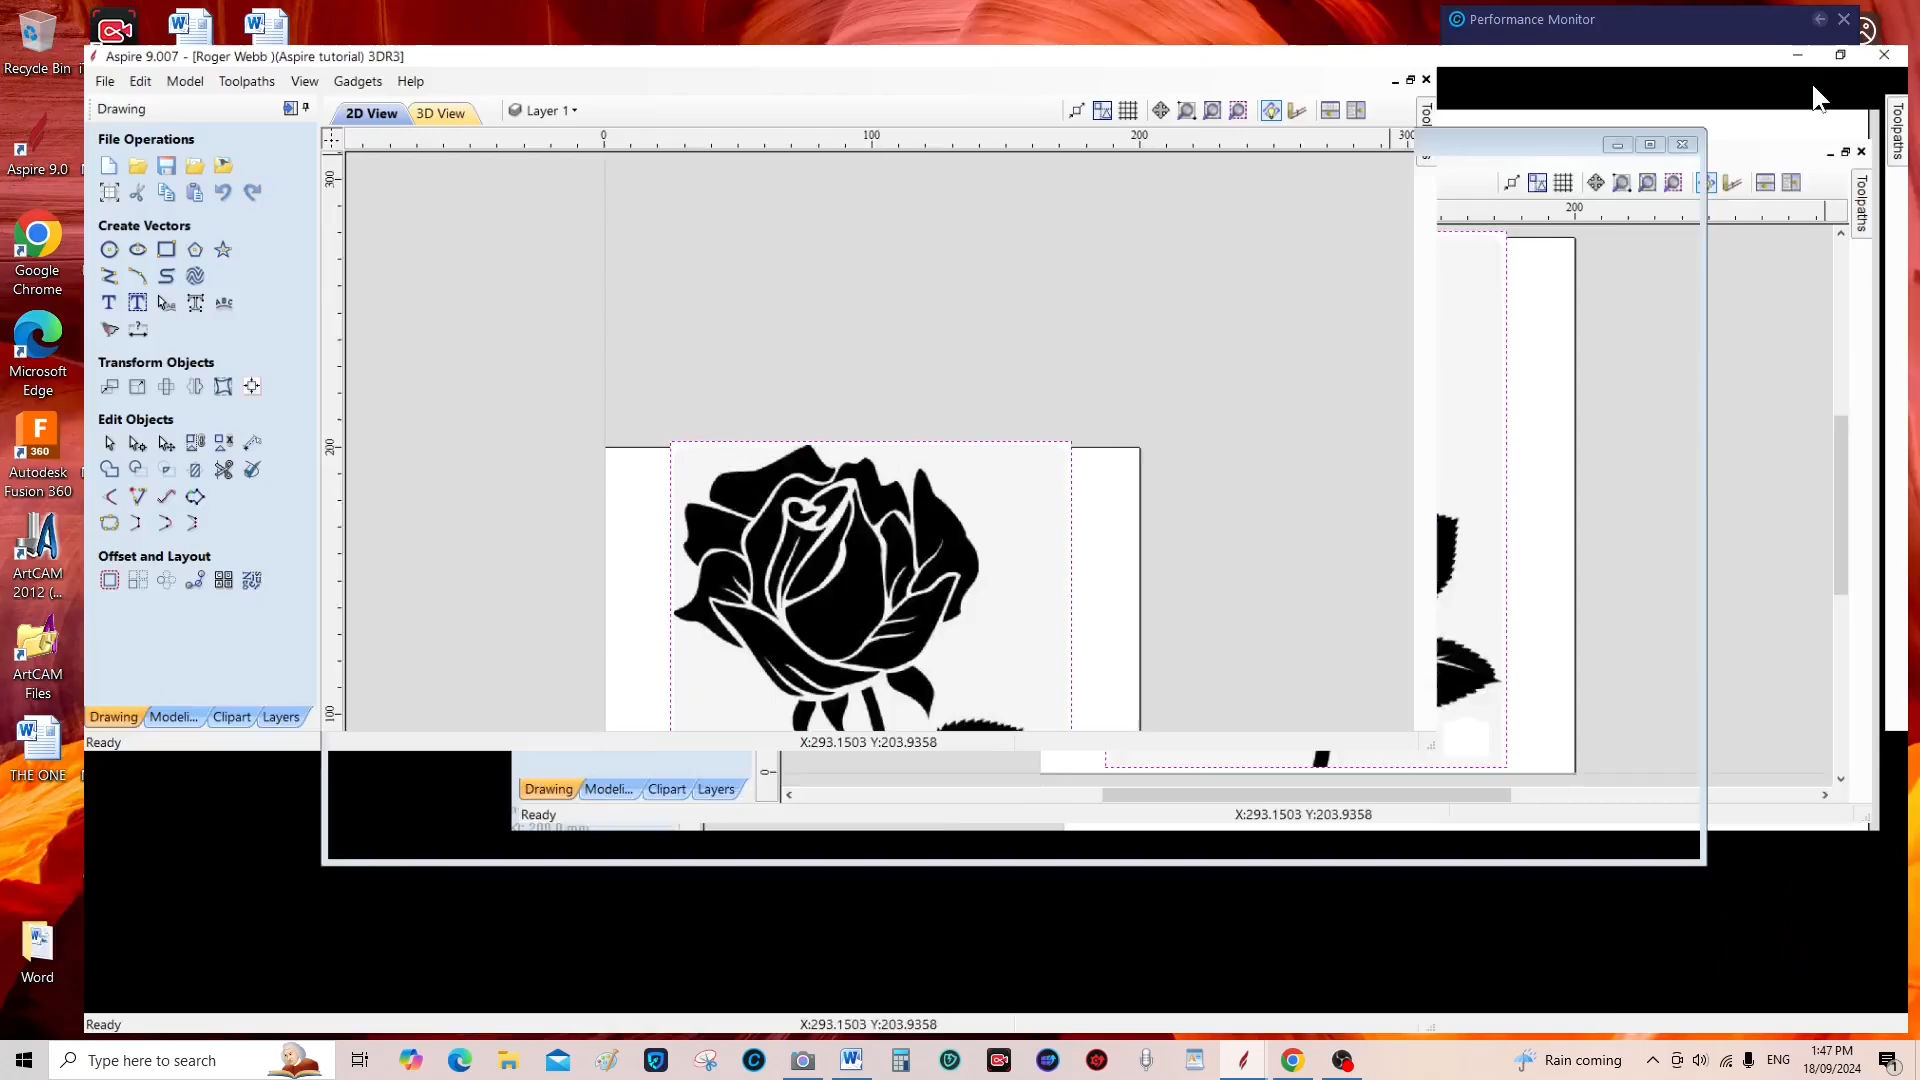 Performance Monitor
Recycle Bin
Aspire 9.007 - [Roger Webb )(Aspire tutorial) 3DR3]
File Edit Model Toolpaths View Gadgets Help
Drawing
2D View
3D View
Layer 1
0 100 200
300
200
100
File Operations
Create Vectors
Transform Objects
Edit Objects
Offset and Layout
Drawing Modeli... Clipart Layers
Ready
X:293.1503 Y:203.9358
Toolpaths
Toolpaths
200
0
Drawing Modeli... Clipart Layers
Ready
X:293.1503 Y:203.9358
Ready
X:293.1503 Y:203.9358
Aspire 9.0
Google
Chrome
Microsoft
Edge
Autodesk
Fusion 360
ArtCAM
2012 (...
ArtCAM
Files
THE ONE
Word
Type here to search
Rain coming
ENG
1:47 PM
18/09/2024